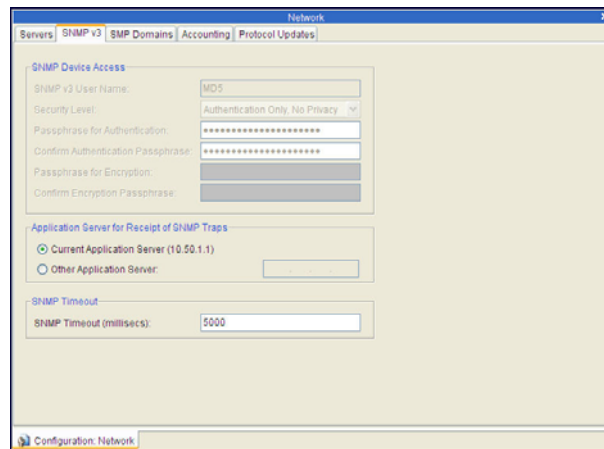 Network
Servers SNMP v3 SMP Domains Accounting Protocol Updates
SNMP Device Access
SNMP v3 User Name: MD5
Security Level: Authentication Only, No Privacy
Passphrase for Authentication: *********************
Confirm Authentication Passphrase: *********************
Passphrase for Encryption:
Confirm Encryption Passphrase:
Application Server for Receipt of SNMP Traps
Current Application Server (10.50.1.1)
Other Application Server: . . .
SNMP Timeout
SNMP Timeout (millisecs): 5000
Configuration: Network